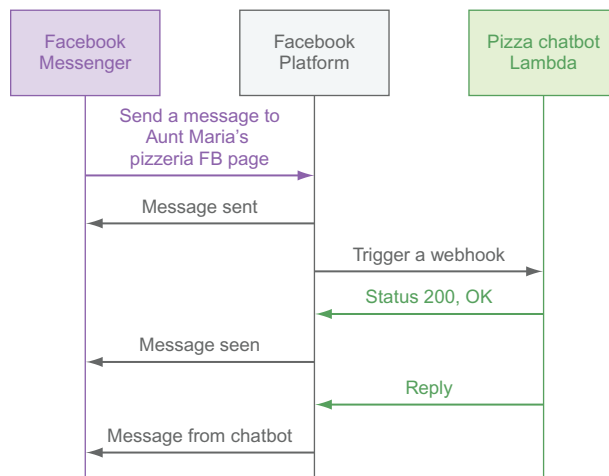 Facebook
Messenger
Facebook
Platform
Pizza chatbot
Lambda
Send a message to
Aunt Maria’s
pizzeria FB page
Message sent
Trigger a webhook
Status 200, OK
Message seen
Reply
Message from chatbot